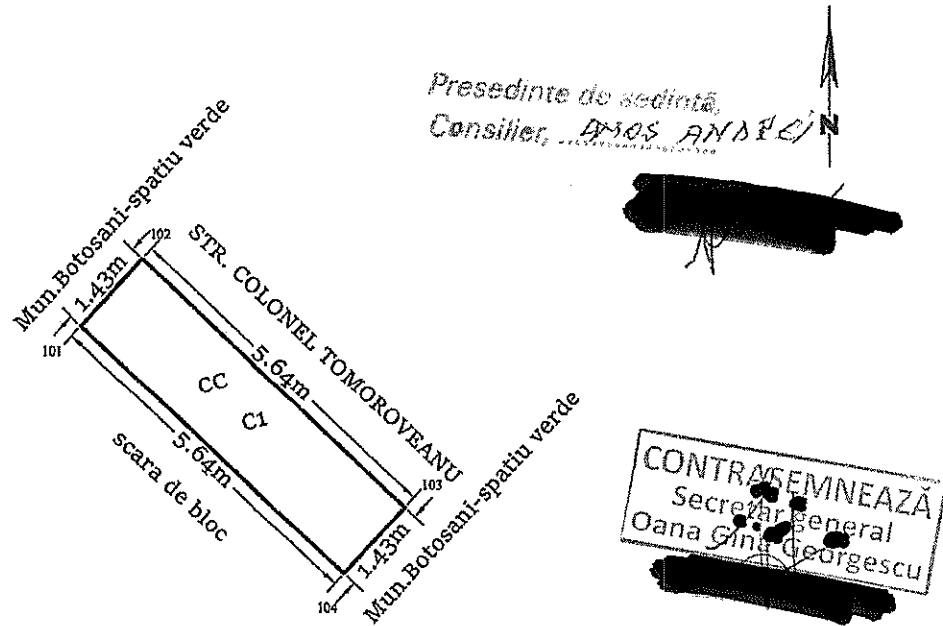 Presedinte de sedintă,
Consilier, AMOS ANDREI
N
Mun.Botosani-spatiu verde
102
1.43m
101
STR. COLONEL TOMOROVEANU
5.64m
CC
C1
5.64m
scara de bloc
103
1.43m
104
Mun.Botosani-spatiu verde
CONTRASEMNEAZĂ
Secretar general
Oana Gina Georgescu